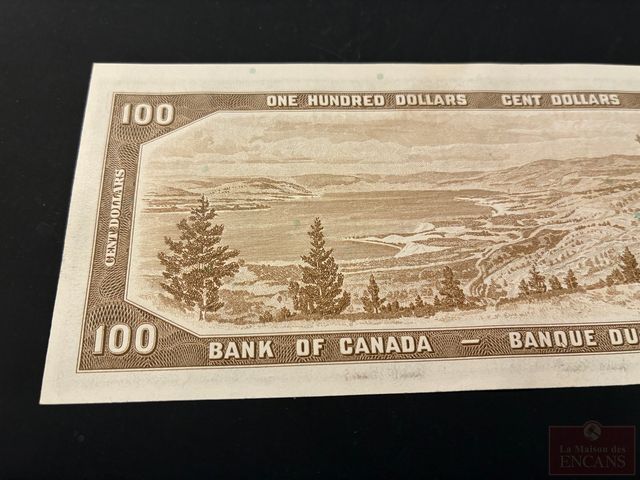 ONE HUNDRED DOLLARS CENT DOLLARS
100
CENT DOLLARS
100
BANK OF CANADA — BANQUE DU
La Maison des
ENCANS